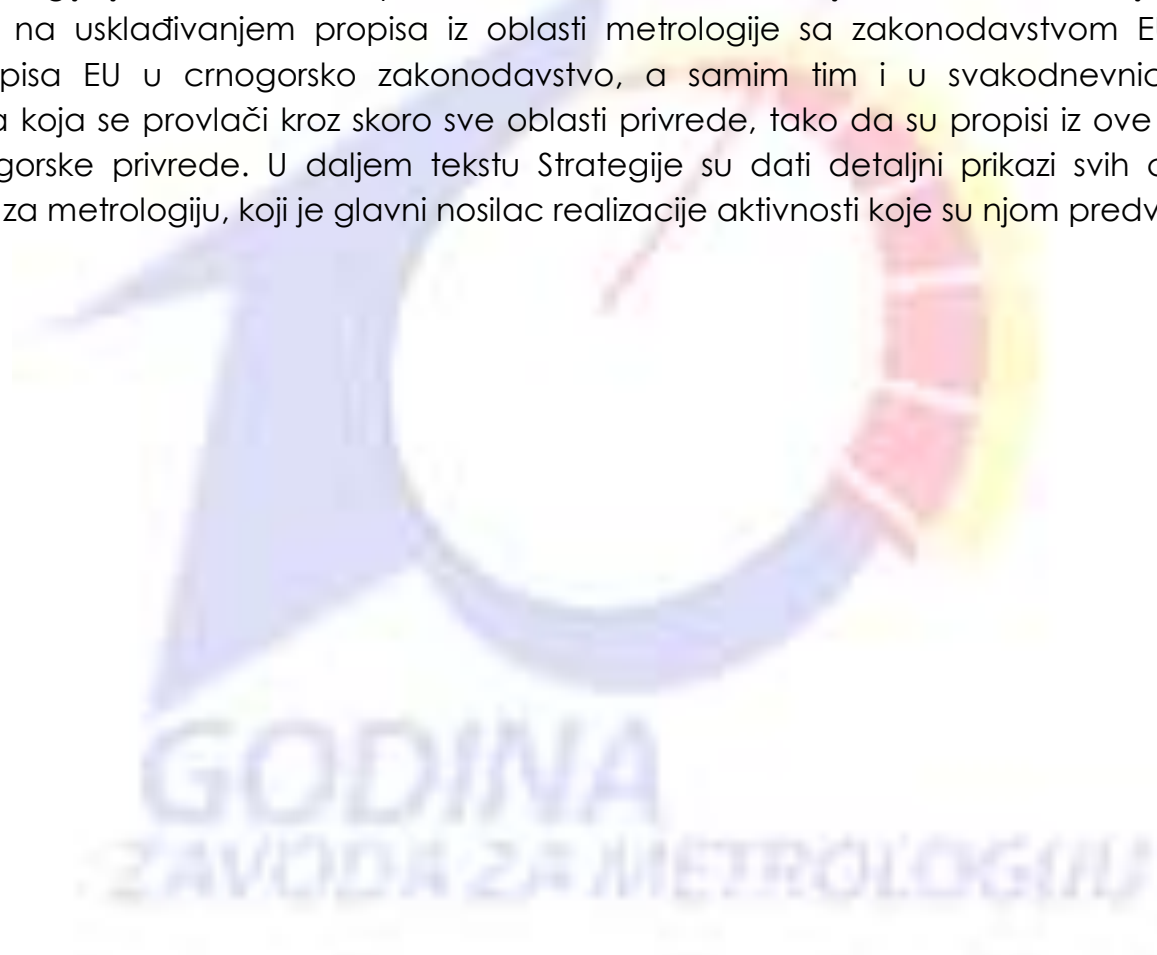 na usklađivanjem propisa iz oblasti metrologije sa zakonodavstvom
pisa EU u crnogorsko zakonodavstvo, a samim tim i u
koja se provlači kroz skoro sve oblasti privrede, tako da su propisi iz ove
gorske privrede. U daljem tekstu Strategije su dati detaljni prikazi svih
za metrologiju, koji je glavni nosilac realizacije aktivnosti koje su njom
10
GODINA
ZAVODA ZA METROLOGIJU